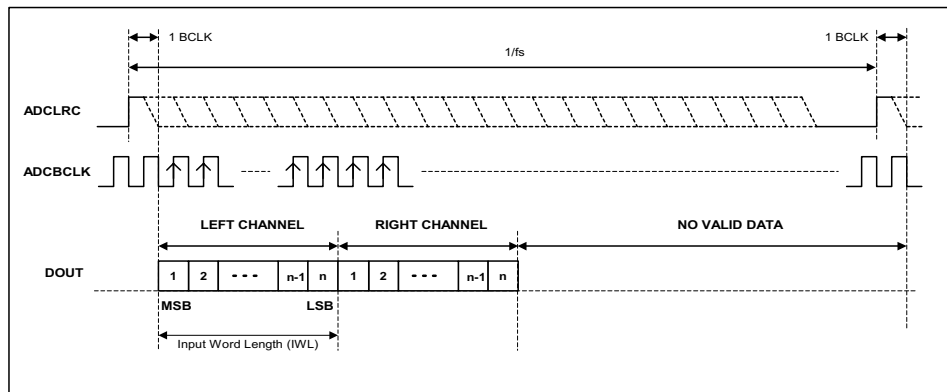 1 BCLK
1 BCLK
1/fs
ADCLRC
ADCBCLK
LEFT CHANNEL
RIGHT CHANNEL
NO VALID DATA
DOUT
1 2 - - - n-1 n 1 2 - - - n-1 n
MSB
LSB
Input Word Length (IWL)